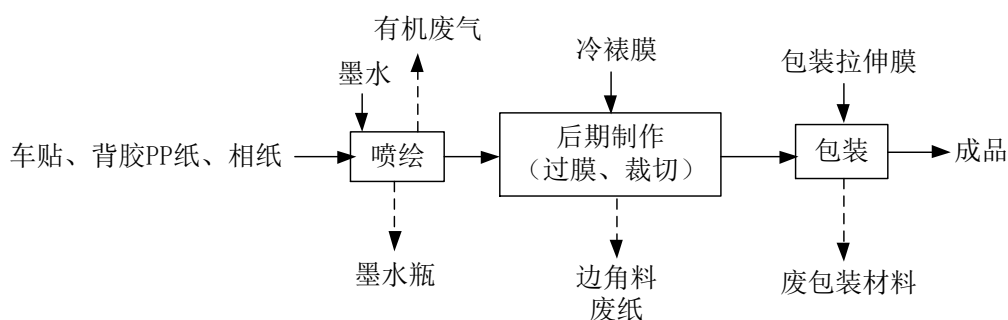 有机废气
墨水
冷裱膜
包装拉伸膜
车贴、背胶PP纸、相纸
喷绘
后期制作
（过膜、裁切）
包装
成品
墨水瓶
边角料
废纸
废包装材料